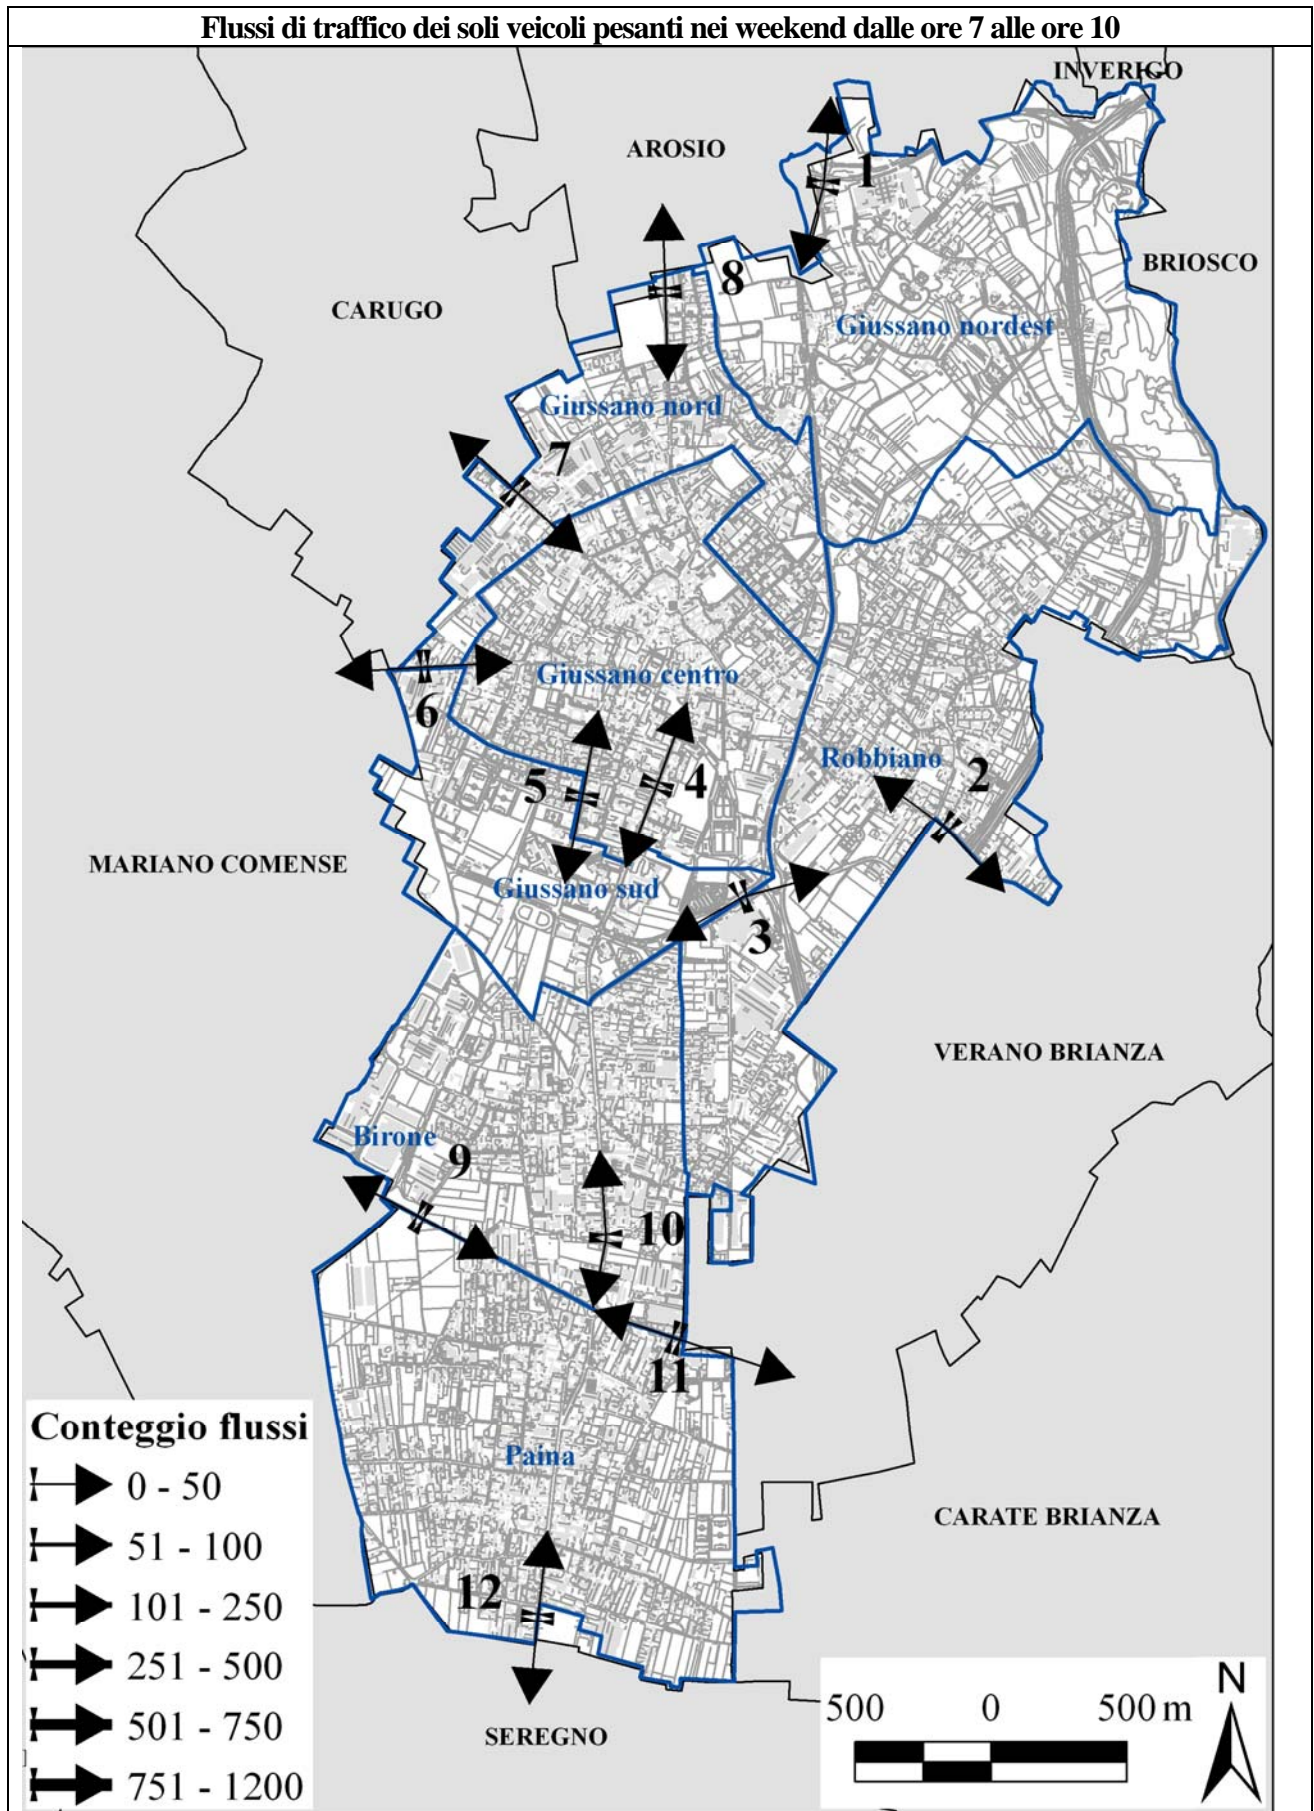 Flussi di traffico dei soli veicoli pesanti nei weekend dalle ore 7 alle ore 10
INVERIGO
AROSIO
1
BRIOSCO
8
CARUGO
Giussano nordest
Giussano nord
7
Giussano centro
6
Robbiano
2
5
4
MARIANO COMENSE
Giussano sud
3
VERANO BRIANZA
Birone
9
10
11
Conteggio flussi
0 - 50
51 - 100
101 - 250
251 - 500
501 - 750
751 - 1200
Paina
CARATE BRIANZA
12
SEREGNO
N
500 0 500 m